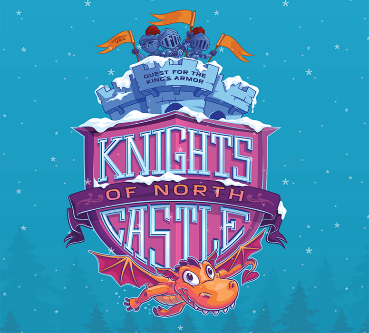 QUEST FOR THE
KING'S ARMOR
KNIGHTS
OF NORTH
CASTLE